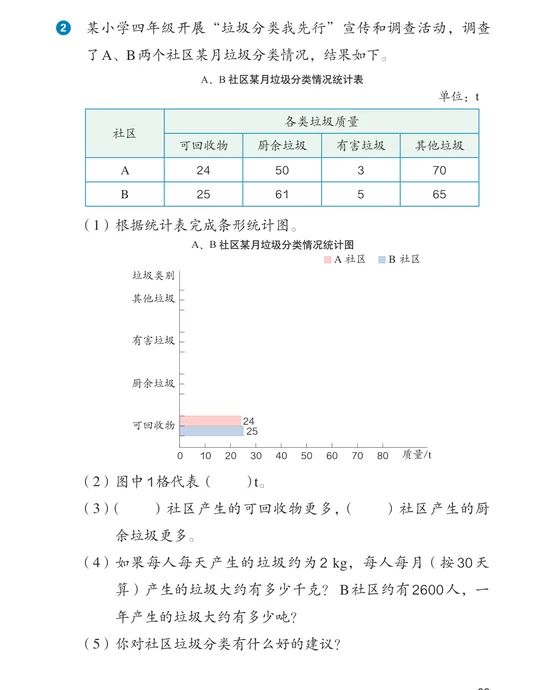 2 某小学四年级开展“垃圾分类我先行”宣传和调查活动，调查
了A、B两个社区某月垃圾分类情况，结果如下。
A、B 社区某月垃圾分类情况统计表
单位：t
社区 各类垃圾质量
可回收物 厨余垃圾 有害垃圾 其他垃圾
A 24 50 3 70
B 25 61 5 65
（1）根据统计表完成条形统计图。
A、B 社区某月垃圾分类情况统计图
A 社区 B 社区
垃圾类别
其他垃圾
有害垃圾
厨余垃圾
可回收物
24
25
0 10 20 30 40 50 60 70 80 质量/t
（2）图中1格代表（ ）t。
（3）（ ）社区产生的可回收物更多，（ ）社区产生的厨
余垃圾更多。
（4）如果每人每天产生的垃圾约为2 kg，每人每月（按30天
算）产生的垃圾大约有多少千克？ B社区约有2600人，一
年产生的垃圾大约有多少吨？
（5）你对社区垃圾分类有什么好的建议？